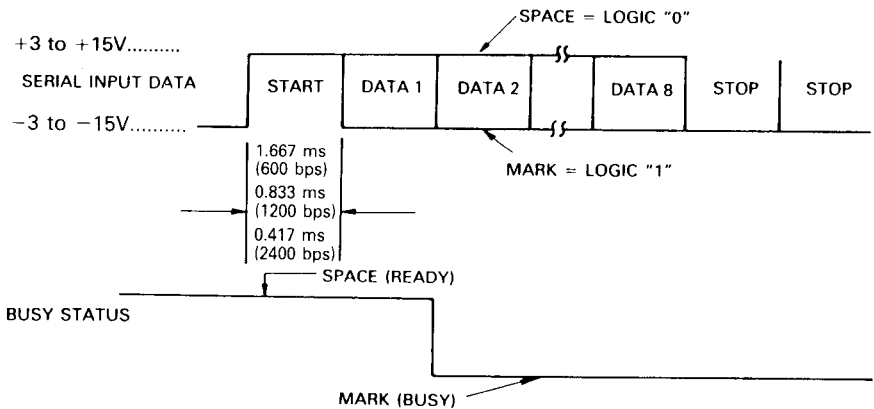 SPACE = LOGIC "0"
+3 to +15V..........
SERIAL INPUT DATA
START
DATA 1
DATA 2
DATA 8
STOP
STOP
−3 to −15V..........
MARK = LOGIC "1"
1.667 ms
(600 bps)
0.833 ms
(1200 bps)
0.417 ms
(2400 bps)
SPACE (READY)
BUSY STATUS
MARK (BUSY)